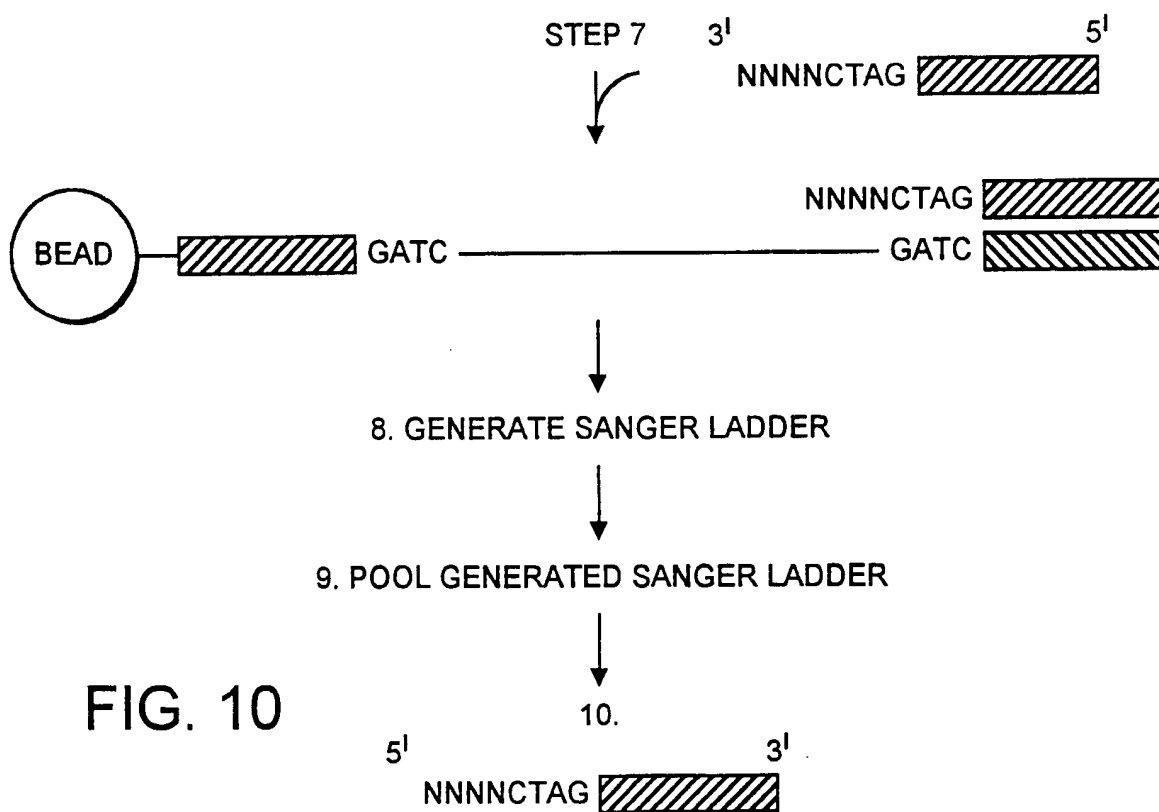 STEP 7 3' 5'
NNNNCTAG
NNNNCTAG
BEAD GATC GATC
8. GENERATE SANGER LADDER
9. POOL GENERATED SANGER LADDER
FIG. 10 10.
5' 3'
NNNNCTAG